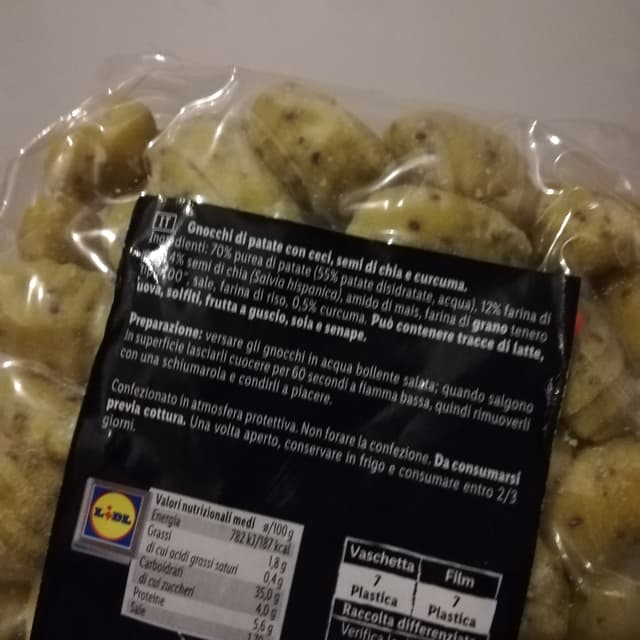 IT
Gnocchi di patate con ceci, semi di chia e curcuma.
70% purea di patate (55% patate disidratate, acqua), 12% farina di
semi di chia (Salva hispanica), amido di mais, farina di grano tenero
sale, farina di riso, 0,5% curcuma. Può contenere tracce di latte,
uova, solfiti, frutta a guscio, soia e senape.
Preparazione: versare gli gnocchi in acqua bollente salata; quando salgono
in superficie lasciarli cuocere per 60 secondi a fiamma bassa, quindi rimuoverli
con una schiumarola e condirli a piacere.
Confezionato in atmosfera protettiva. Non forare la confezione. Da consumarsi
previa cottura. Una volta aperto, conservare in frigo e consumare entro 2/3
giorni.
LIDL
Valori nutrizionali medi ø/100g
Energia 782 kJ/187 kcal
Grassi 1,8 g
di cui acidi grassi saturi 0,4 g
Carboidrati 35,0 g
di cui zuccheri 4,0 g
Proteine 5,6 g
Sale
Vaschetta Film
7 7
Plastica Plastica
Raccolta differenziata
Verifica